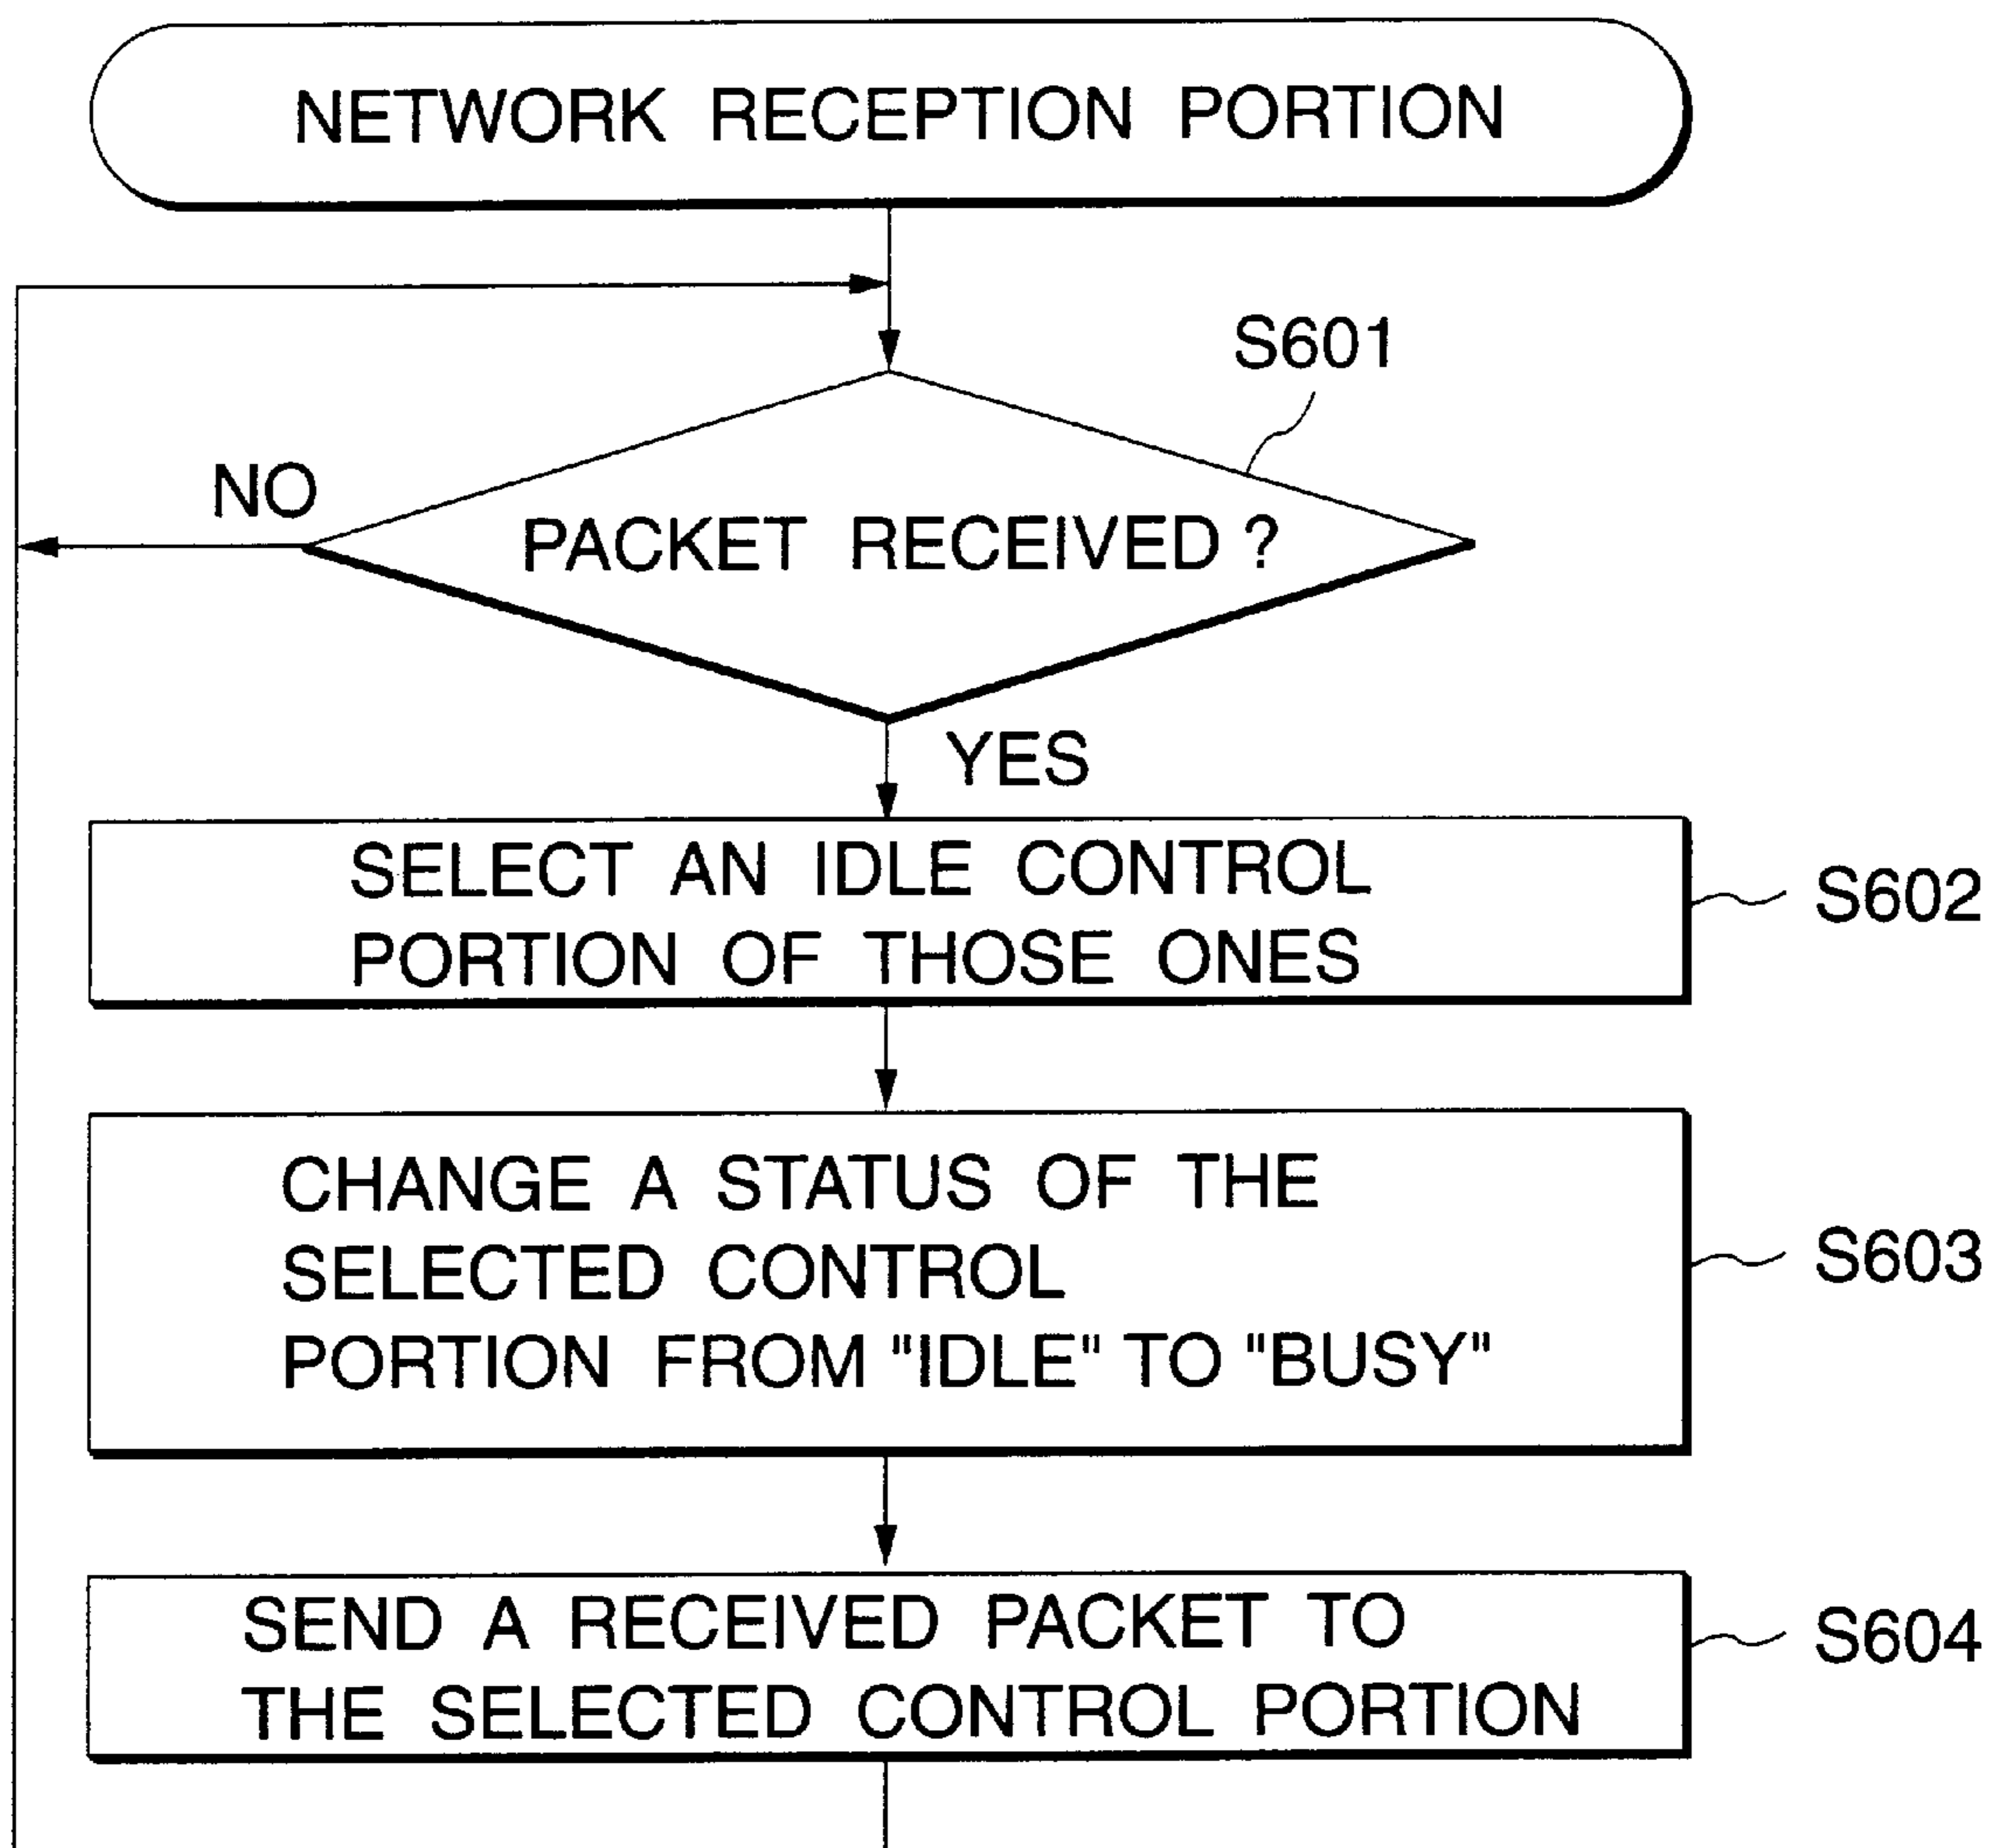 NETWORK RECEPTION PORTION
S601
NO
PACKET RECEIVED ?
YES
SELECT AN IDLE CONTROL
PORTION OF THOSE ONES
S602
CHANGE A STATUS OF THE
SELECTED CONTROL
PORTION FROM "IDLE" TO "BUSY"
S603
SEND A RECEIVED PACKET TO
THE SELECTED CONTROL PORTION
S604